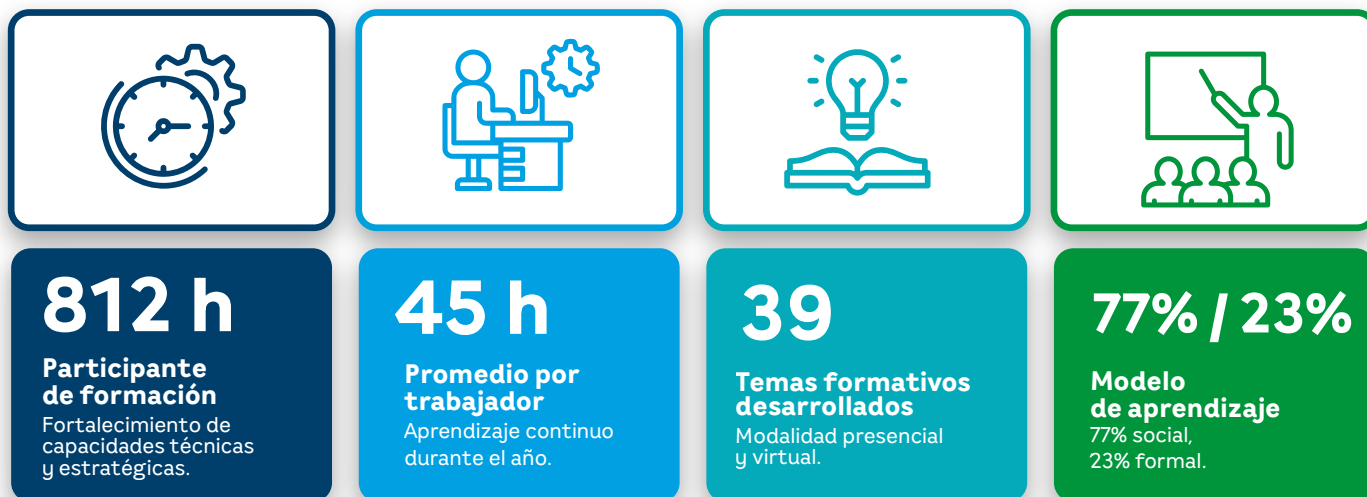 812 h
Participante
de formación
Fortalecimiento de
capacidades técnicas
y estratégicas.
45 h
Promedio por
trabajador
Aprendizaje continuo
durante el año.
39
Temas formativos
desarrollados
Modalidad presencial
y virtual.
77% / 23%
Modelo
de aprendizaje
77% social,
23% formal.